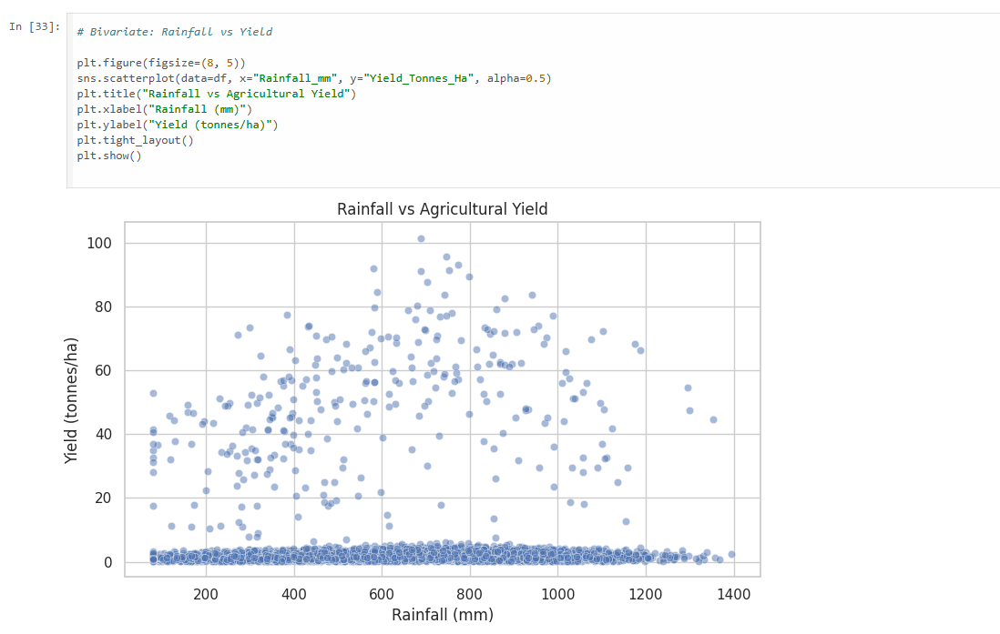 In [33]:
# Bivariate: Rainfall vs Yield
plt.figure(figsize=(8, 5))
sns.scatterplot(data=df, x="Rainfall_mm", y="Yield_Tonnes_Ha", alpha=0.5)
plt.title("Rainfall vs Agricultural Yield")
plt.xlabel("Rainfall (mm)")
plt.ylabel("Yield (tonnes/ha)")
plt.tight_layout()
plt.show()
Rainfall vs Agricultural Yield
Yield (tonnes/ha)
100
80
60
40
20
0
200 400 600 800 1000 1200 1400
Rainfall (mm)